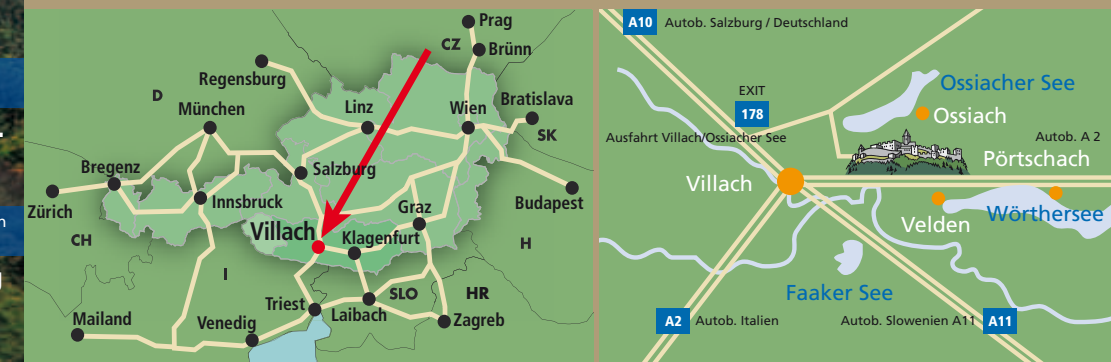 Prag
CZ
Brünn
Regensburg
D
München
Linz
Wien
Bratislava
SK
Bregenz
Salzburg
Zürich
Innsbruck
Graz
Budapest
CH
Villach
Klagenfurt
H
I
Triest
SLO
HR
Laibach
Mailand
Venedig
Zagreb
A10 Autob. Salzburg / Deutschland
EXIT
178
Ausfahrt Villach/Ossiacher See
Ossiacher See
Ossiach
Autob. A 2
Pörtschach
Villach
Velden
Wörthersee
Faaker See
A2 Autob. Italien
Autob. Slowenien A11 A11